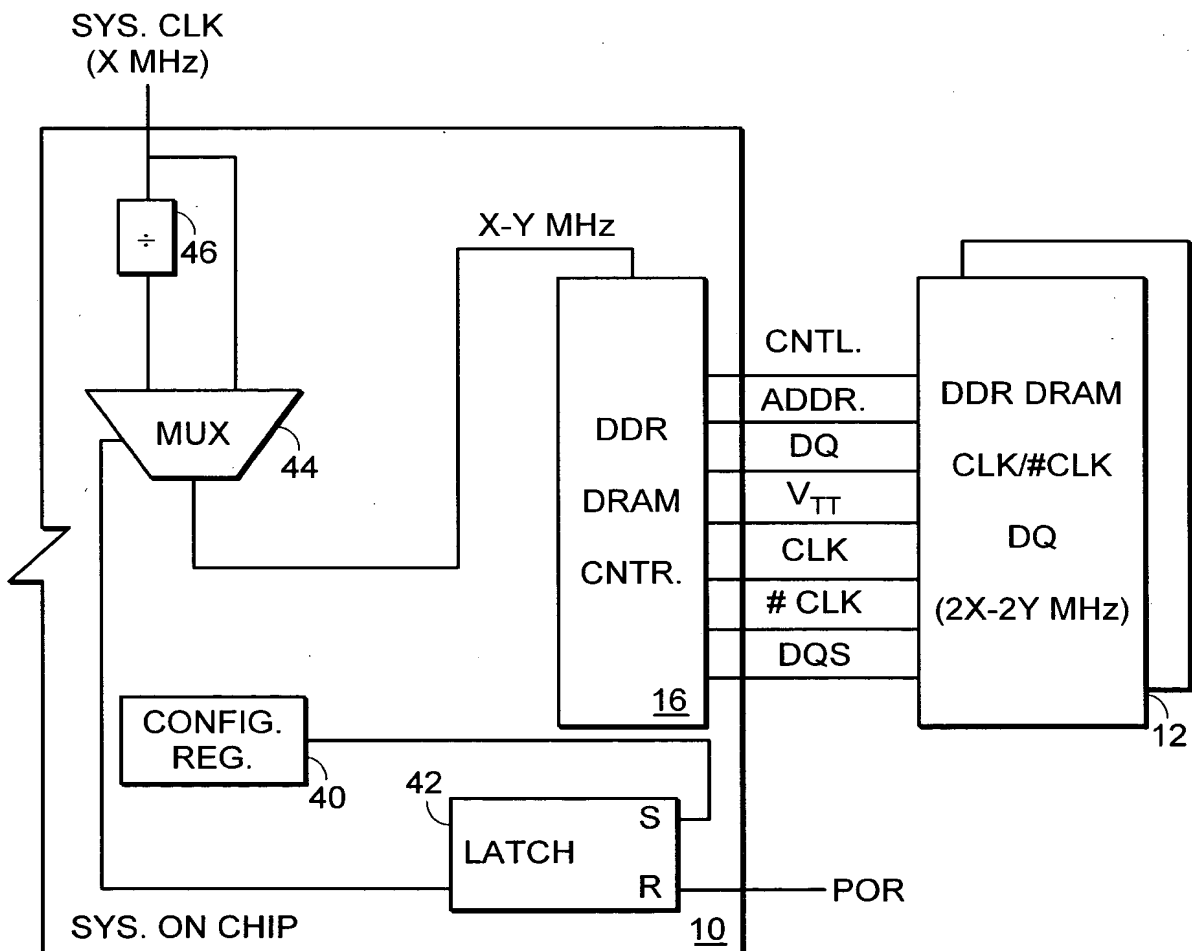 SYS. CLK
(X MHz)
÷
46
X-Y MHz
MUX
44
DDR
DRAM
CNTR.
16
CNTL.
ADDR.
DQ
VTT
CLK
# CLK
DQS
DDR DRAM
CLK/#CLK
DQ
(2X-2Y MHz)
12
CONFIG.
REG.
40
42
LATCH
S
R
POR
SYS. ON CHIP
10